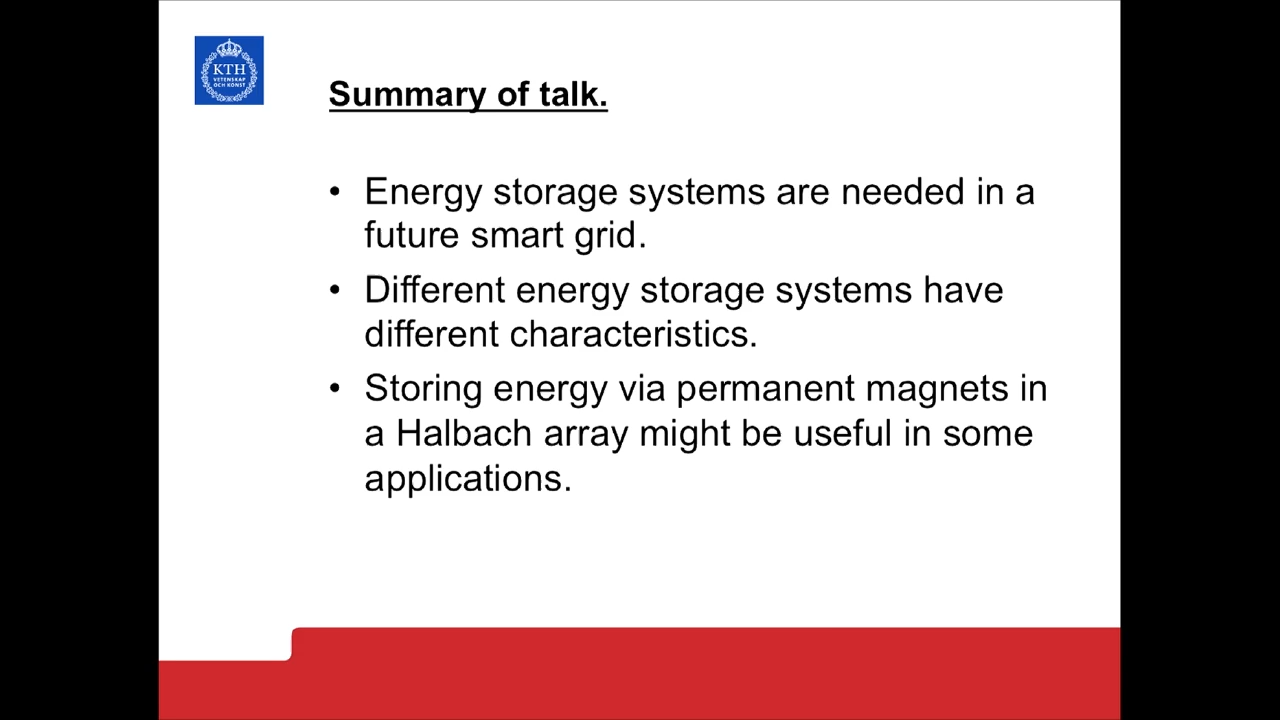 KTH
VETENSKAP
OCH KONST
Summary of talk.
• Energy storage systems are needed in a
future smart grid.
• Different energy storage systems have
different characteristics.
• Storing energy via permanent magnets in
a Halbach array might be useful in some
applications.